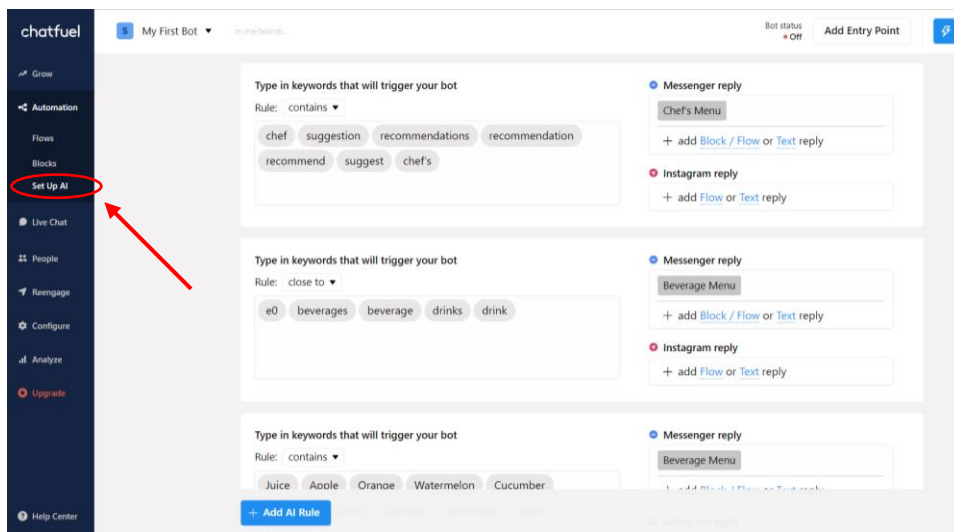 chatfuel
S My First Bot
Bot status
Off
Add Entry Point
Grow
Automation
Flows
Blocks
Set Up AI
Live Chat
People
Reengage
Configure
Analyze
Upgrade
Help Center
Type in keywords that will trigger your bot
Rule: contains
chef suggestion recommendations recommendation
recommend suggest chef's
Messenger reply
Chef's Menu
+ add Block / Flow or Text reply
Instagram reply
+ add Flow or Text reply
Type in keywords that will trigger your bot
Rule: close to
e0 beverages beverage drinks drink
Messenger reply
Beverage Menu
+ add Block / Flow or Text reply
Instagram reply
+ add Flow or Text reply
Type in keywords that will trigger your bot
Rule: contains
Juice Apple Orange Watermelon Cucumber
Messenger reply
Beverage Menu
+ Add AI Rule